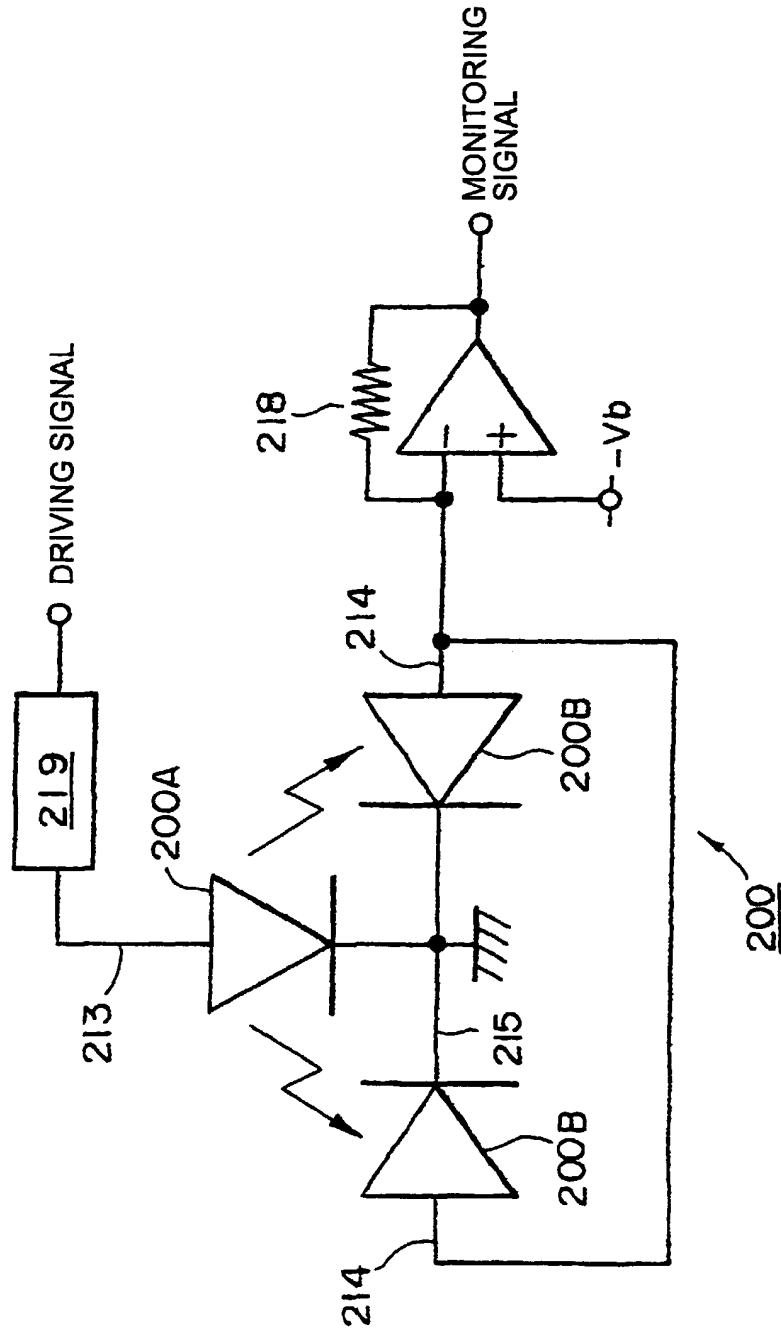 DRIVING SIGNAL
219
213
200A
MONITORING
SIGNAL
218
214
-Vb
−
+
215
214
200B
200B
200